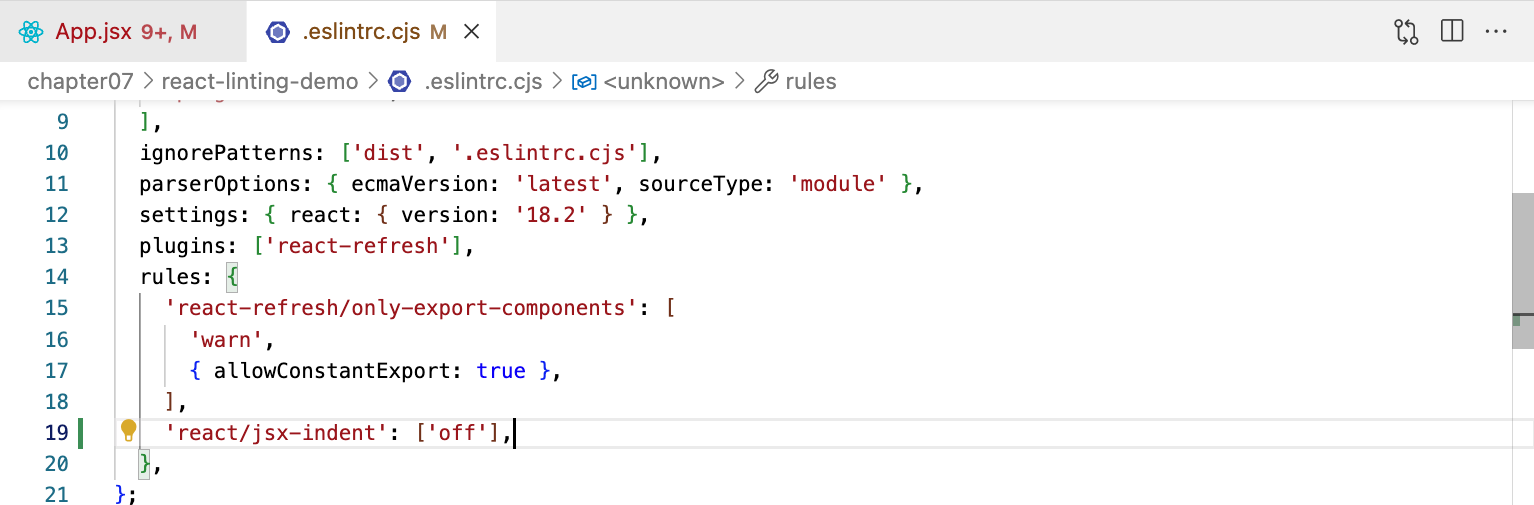 App.jsx 9+, M .eslintrc.cjs M
chapter07 > react-linting-demo > .eslintrc.cjs > <unknown> > rules
9 ],
10 ignorePatterns: ['dist', '.eslintrc.cjs'],
11 parserOptions: { ecmaVersion: 'latest', sourceType: 'module' },
12 settings: { react: { version: '18.2' } },
13 plugins: ['react-refresh'],
14 rules: {
15 'react-refresh/only-export-components': [
16 'warn',
17 { allowConstantExport: true },
18 ],
19 'react/jsx-indent': ['off'],
20 },
21 };